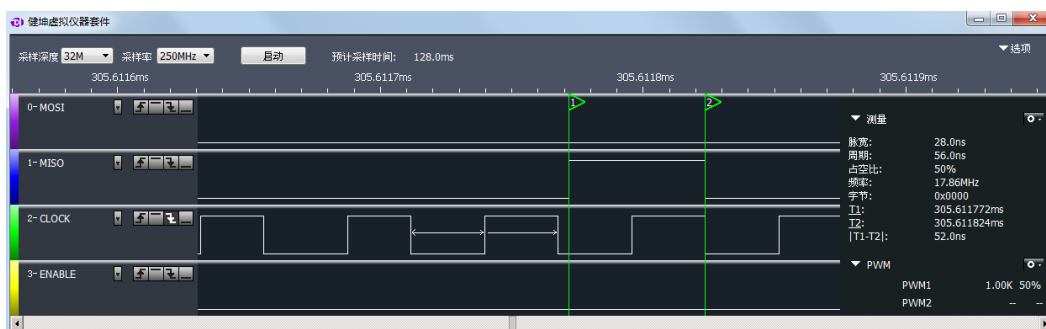 健坤虚拟仪器套件
采样深度 32M 采样率 250MHz 启动 预计采样时间: 128.0ms 选项
305.6116ms 305.6117ms 305.6118ms 305.6119ms
0- MOSI
1 2
测量
脉宽: 28.0ns
1- MISO
周期: 56.0ns
占空比: 50%
频率: 17.86MHz
字节: 0x0000
2- CLOCK
T1: 305.611772ms
T2: 305.611824ms
|T1-T2|: 52.0ns
3- ENABLE
PWM
PWM1 1.00K 50%
PWM2 -- --